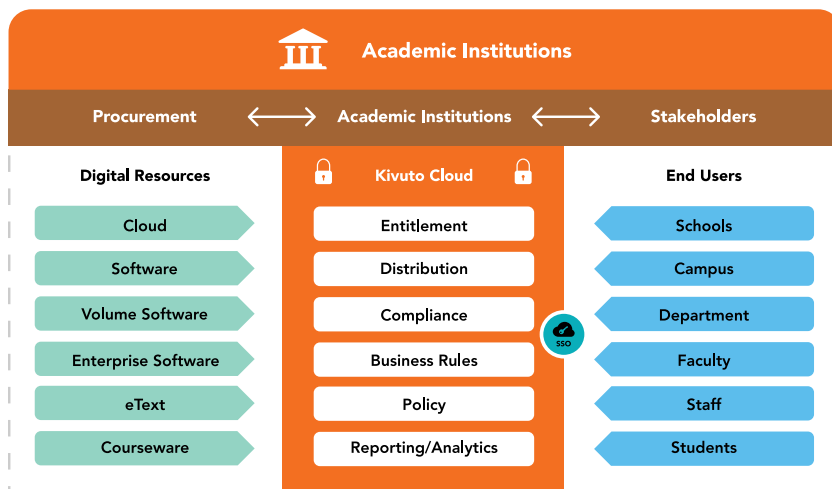 Academic Institutions
Procurement
Academic Institutions
Stakeholders
Digital Resources
Kivuto Cloud
End Users
Cloud
Entitlement
Schools
Software
Distribution
Campus
Volume Software
Compliance
Department
SSO
Enterprise Software
Business Rules
Faculty
eText
Policy
Staff
Courseware
Reporting/Analytics
Students